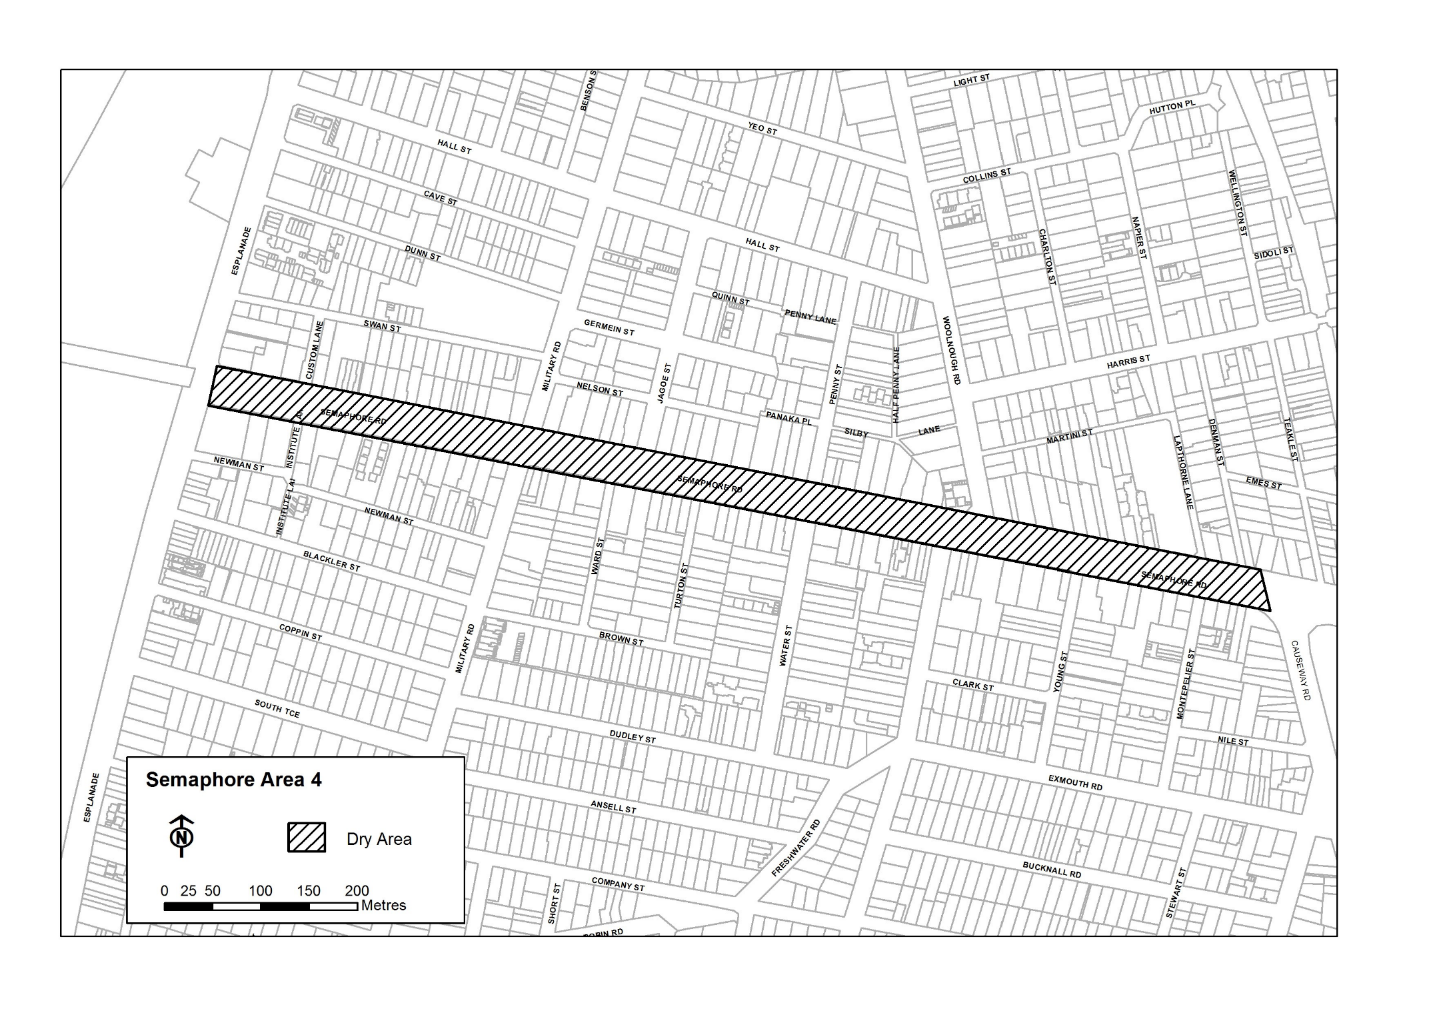 LIGHT ST
BENSON S
HUTTON PL
YEO ST
HALL ST
COLLINS ST
WELLINGTON ST
CAVE ST
NAPIER ST
CHARLTON ST
HALL ST
ESPLANADE
DUNN ST
SIDOLI ST
QUINN ST
PENNY LANE
SWAN ST
GERMEIN ST
CUSTOM LANE
WOOLNOUGH RD
HARRIS ST
MILITARY RD
JAGOE ST
PENNY ST
HALF PENNY LANE
NELSON ST
SEMAPHORE RD
PANAKA PL
SILBY
LANE
MARTINI ST
DENMAN ST
TEAKLE ST
INSTITUTE LA
LAPTHORNE LANE
NEWMAN ST
SEMAPHORE RD
EMES ST
INSTITUTE LA
NEWMAN ST
BLACKLER ST
WARD ST
TURTON ST
SEMAPHORE RD
COPPIN ST
MILITARY RD
BROWN ST
WATER ST
YOUNG ST
CLARK ST
MONTEPELIER ST
CAUSEWAY RD
SOUTH TCE
DUDLEY ST
NILE ST
Semaphore Area 4
EXMOUTH RD
ESPLANADE
ANSELL ST
N
Dry Area
FRESHWATER RD
BUCKNALL RD
COMPANY ST
SHORT ST
STEWART ST
0 25 50 100 150 200
Metres